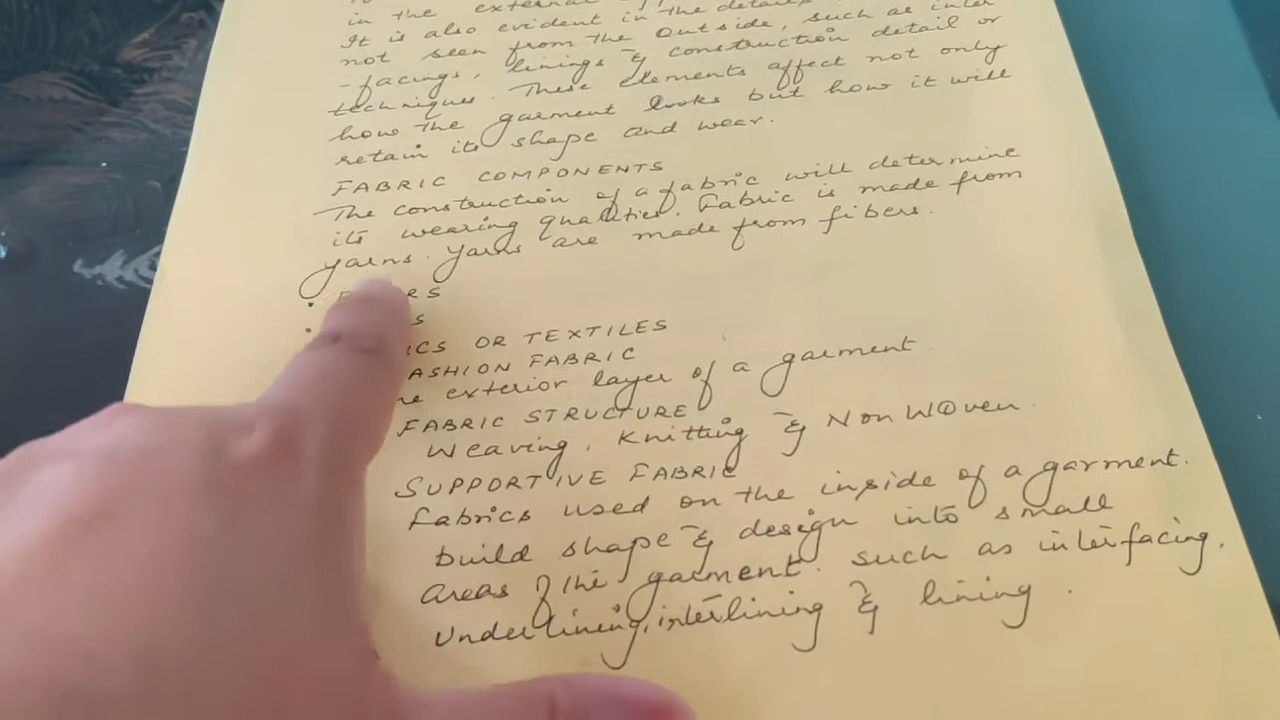 in the external
It is also evident in the details
not seen from the outside, such as inter
-facings, linings & construction detail or
techniques. These elements affect not only
how the garment looks but how it will
retain its shape and wear.
FABRIC COMPONENTS
The construction of a fabric will determine
its wearing qualities. Fabric is made from
yarns. Yarns are made from fibers.
OR TEXTILES
FABRIC
exterior layer of a garment
FABRIC STRUCTURE
Weaving, Knitting & Non Woven.
SUPPORTIVE FABRIC
Fabrics used on the inside of a garment.
build shape & design into small
areas of the garment. such as interfacing,
Underlining, interlining & lining.